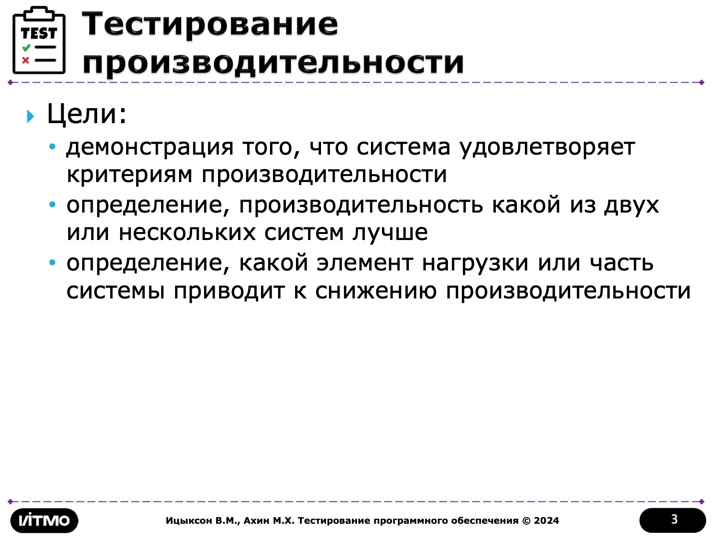 TEST
Тестирование
производительности
Цели:
демонстрация того, что система удовлетворяет
критериям производительности
определение, производительность какой из двух
или нескольких систем лучше
определение, какой элемент нагрузки или часть
системы приводит к снижению производительности
ИТМО
Ицыксон В.М., Ахин М.Х. Тестирование программного обеспечения © 2024
3